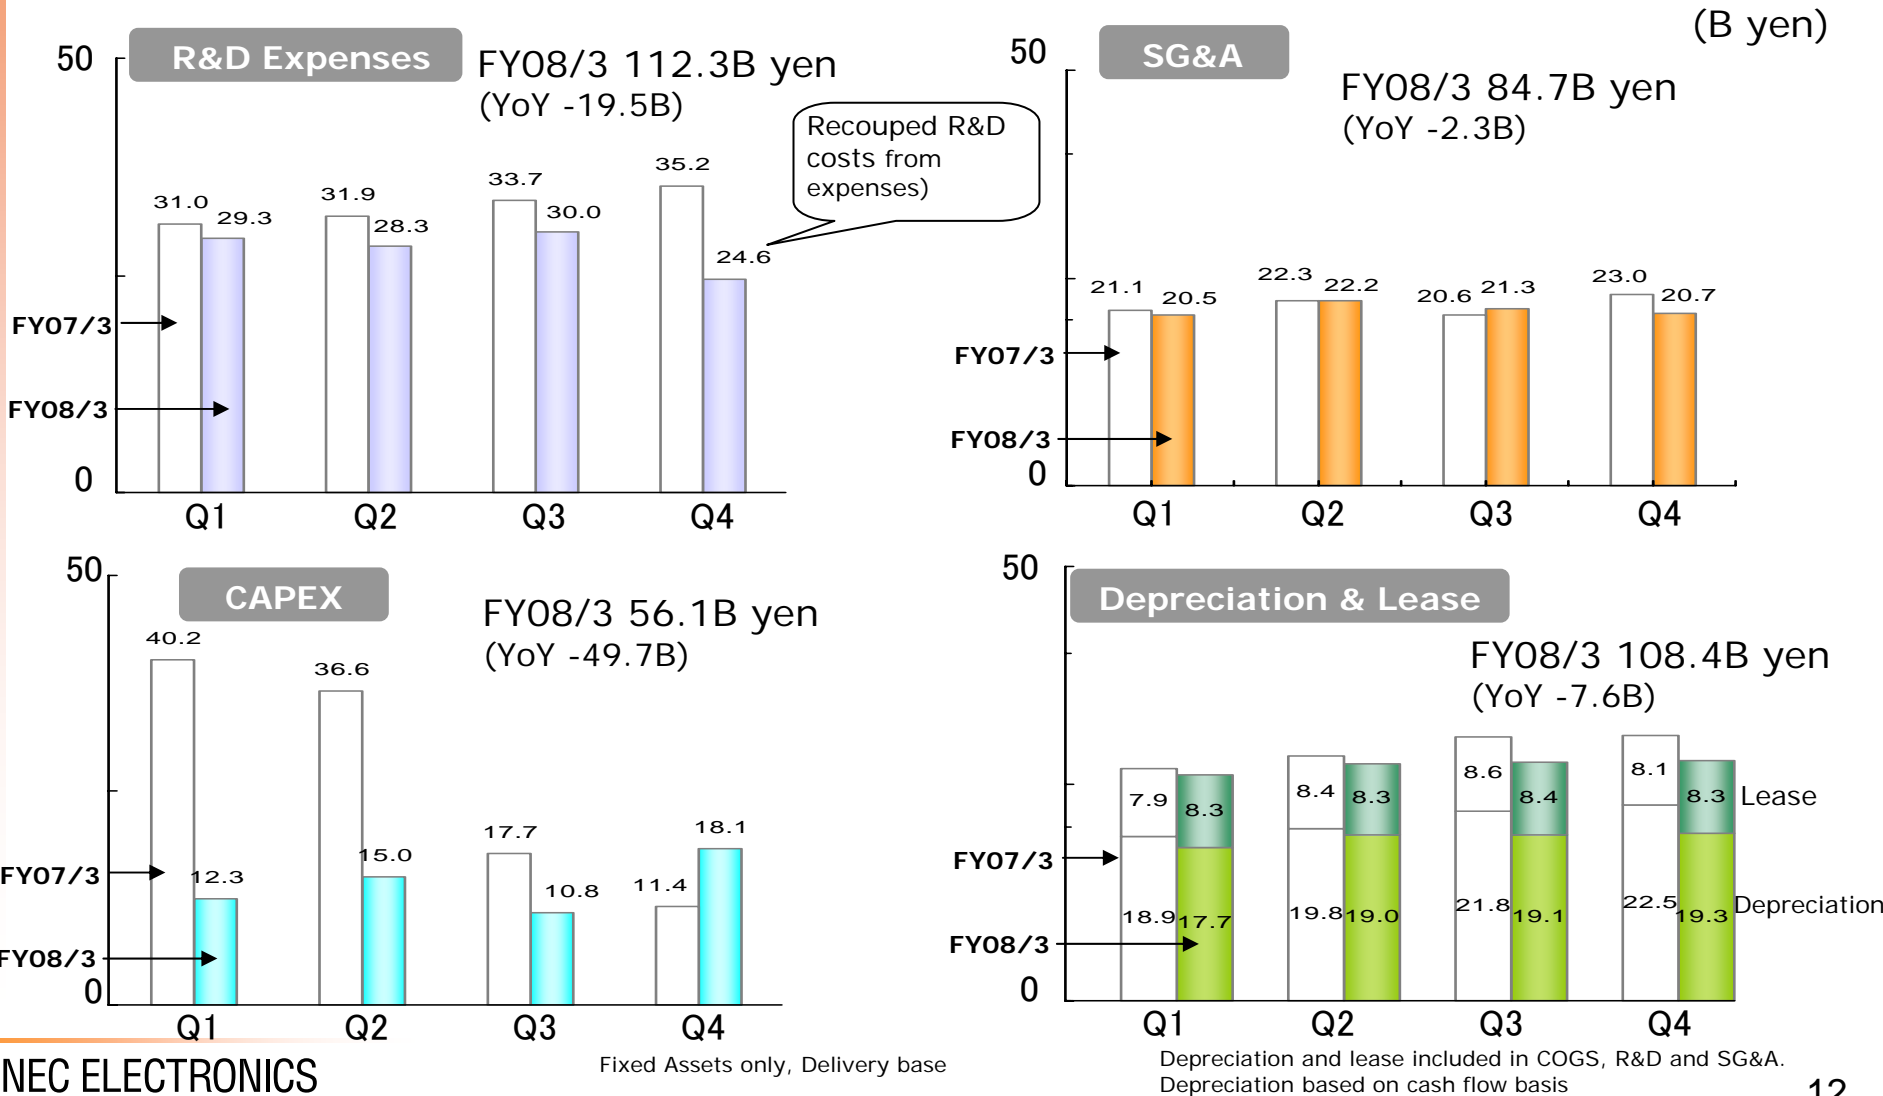 (B yen)
R&D Expenses
FY08/3 112.3B yen
(YoY -19.5B)
Recouped R&D
costs from
expenses)
50
31.0
29.3
31.9
28.3
33.7
30.0
35.2
24.6
FY07/3
FY08/3
0
Q1
Q2
Q3
Q4
SG&A
FY08/3 84.7B yen
(YoY -2.3B)
50
21.1
20.5
22.3
22.2
20.6
21.3
23.0
20.7
FY07/3
FY08/3
0
Q1
Q2
Q3
Q4
CAPEX
FY08/3 56.1B yen
(YoY -49.7B)
50
40.2
12.3
36.6
15.0
17.7
10.8
11.4
18.1
FY07/3
FY08/3
0
Q1
Q2
Q3
Q4
Fixed Assets only, Delivery base
Depreciation & Lease
FY08/3 108.4B yen
(YoY -7.6B)
50
7.9
8.3
8.4
8.3
8.6
8.4
8.1
8.3
Lease
FY07/3
18.9
17.7
19.8
19.0
21.8
19.1
22.5
19.3
Depreciation
FY08/3
0
Q1
Q2
Q3
Q4
Depreciation and lease included in COGS, R&D and SG&A.
Depreciation based on cash flow basis
NEC ELECTRONICS
12